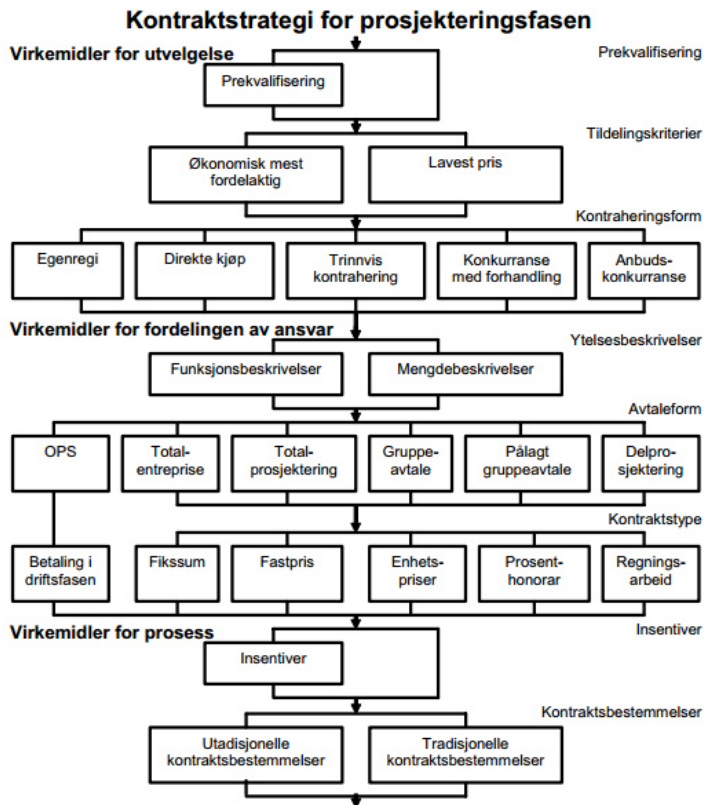 Kontraktstrategi for prosjekteringsfasen
Virkemidler for utvelgelse
Prekvalifisering
Prekvalifisering
Tildelingskriterier
Økonomisk mest
fordelaktig
Lavest pris
Kontraheringsform
Egenregi
Direkte kjøp
Trinnvis
kontrahering
Konkurranse
med forhandling
Anbuds-
konkurranse
Virkemidler for fordelingen av ansvar
Ytelsesbeskrivelser
Funksjonsbeskrivelser
Mengdebeskrivelser
Avtaleform
OPS
Total-
entreprise
Total-
prosjektering
Gruppe-
avtale
Pålagt
gruppeavtale
Delpro-
sjektering
Kontraktstype
Betaling i
driftsfasen
Fikssum
Fastpris
Enhets-
priser
Prosent-
honorar
Regnings-
arbeid
Virkemidler for prosess
Insentiver
Insentiver
Kontraktsbestemmelser
Utadisjonelle
kontraktsbestemmelser
Tradisjonelle
kontraktsbestemmelser